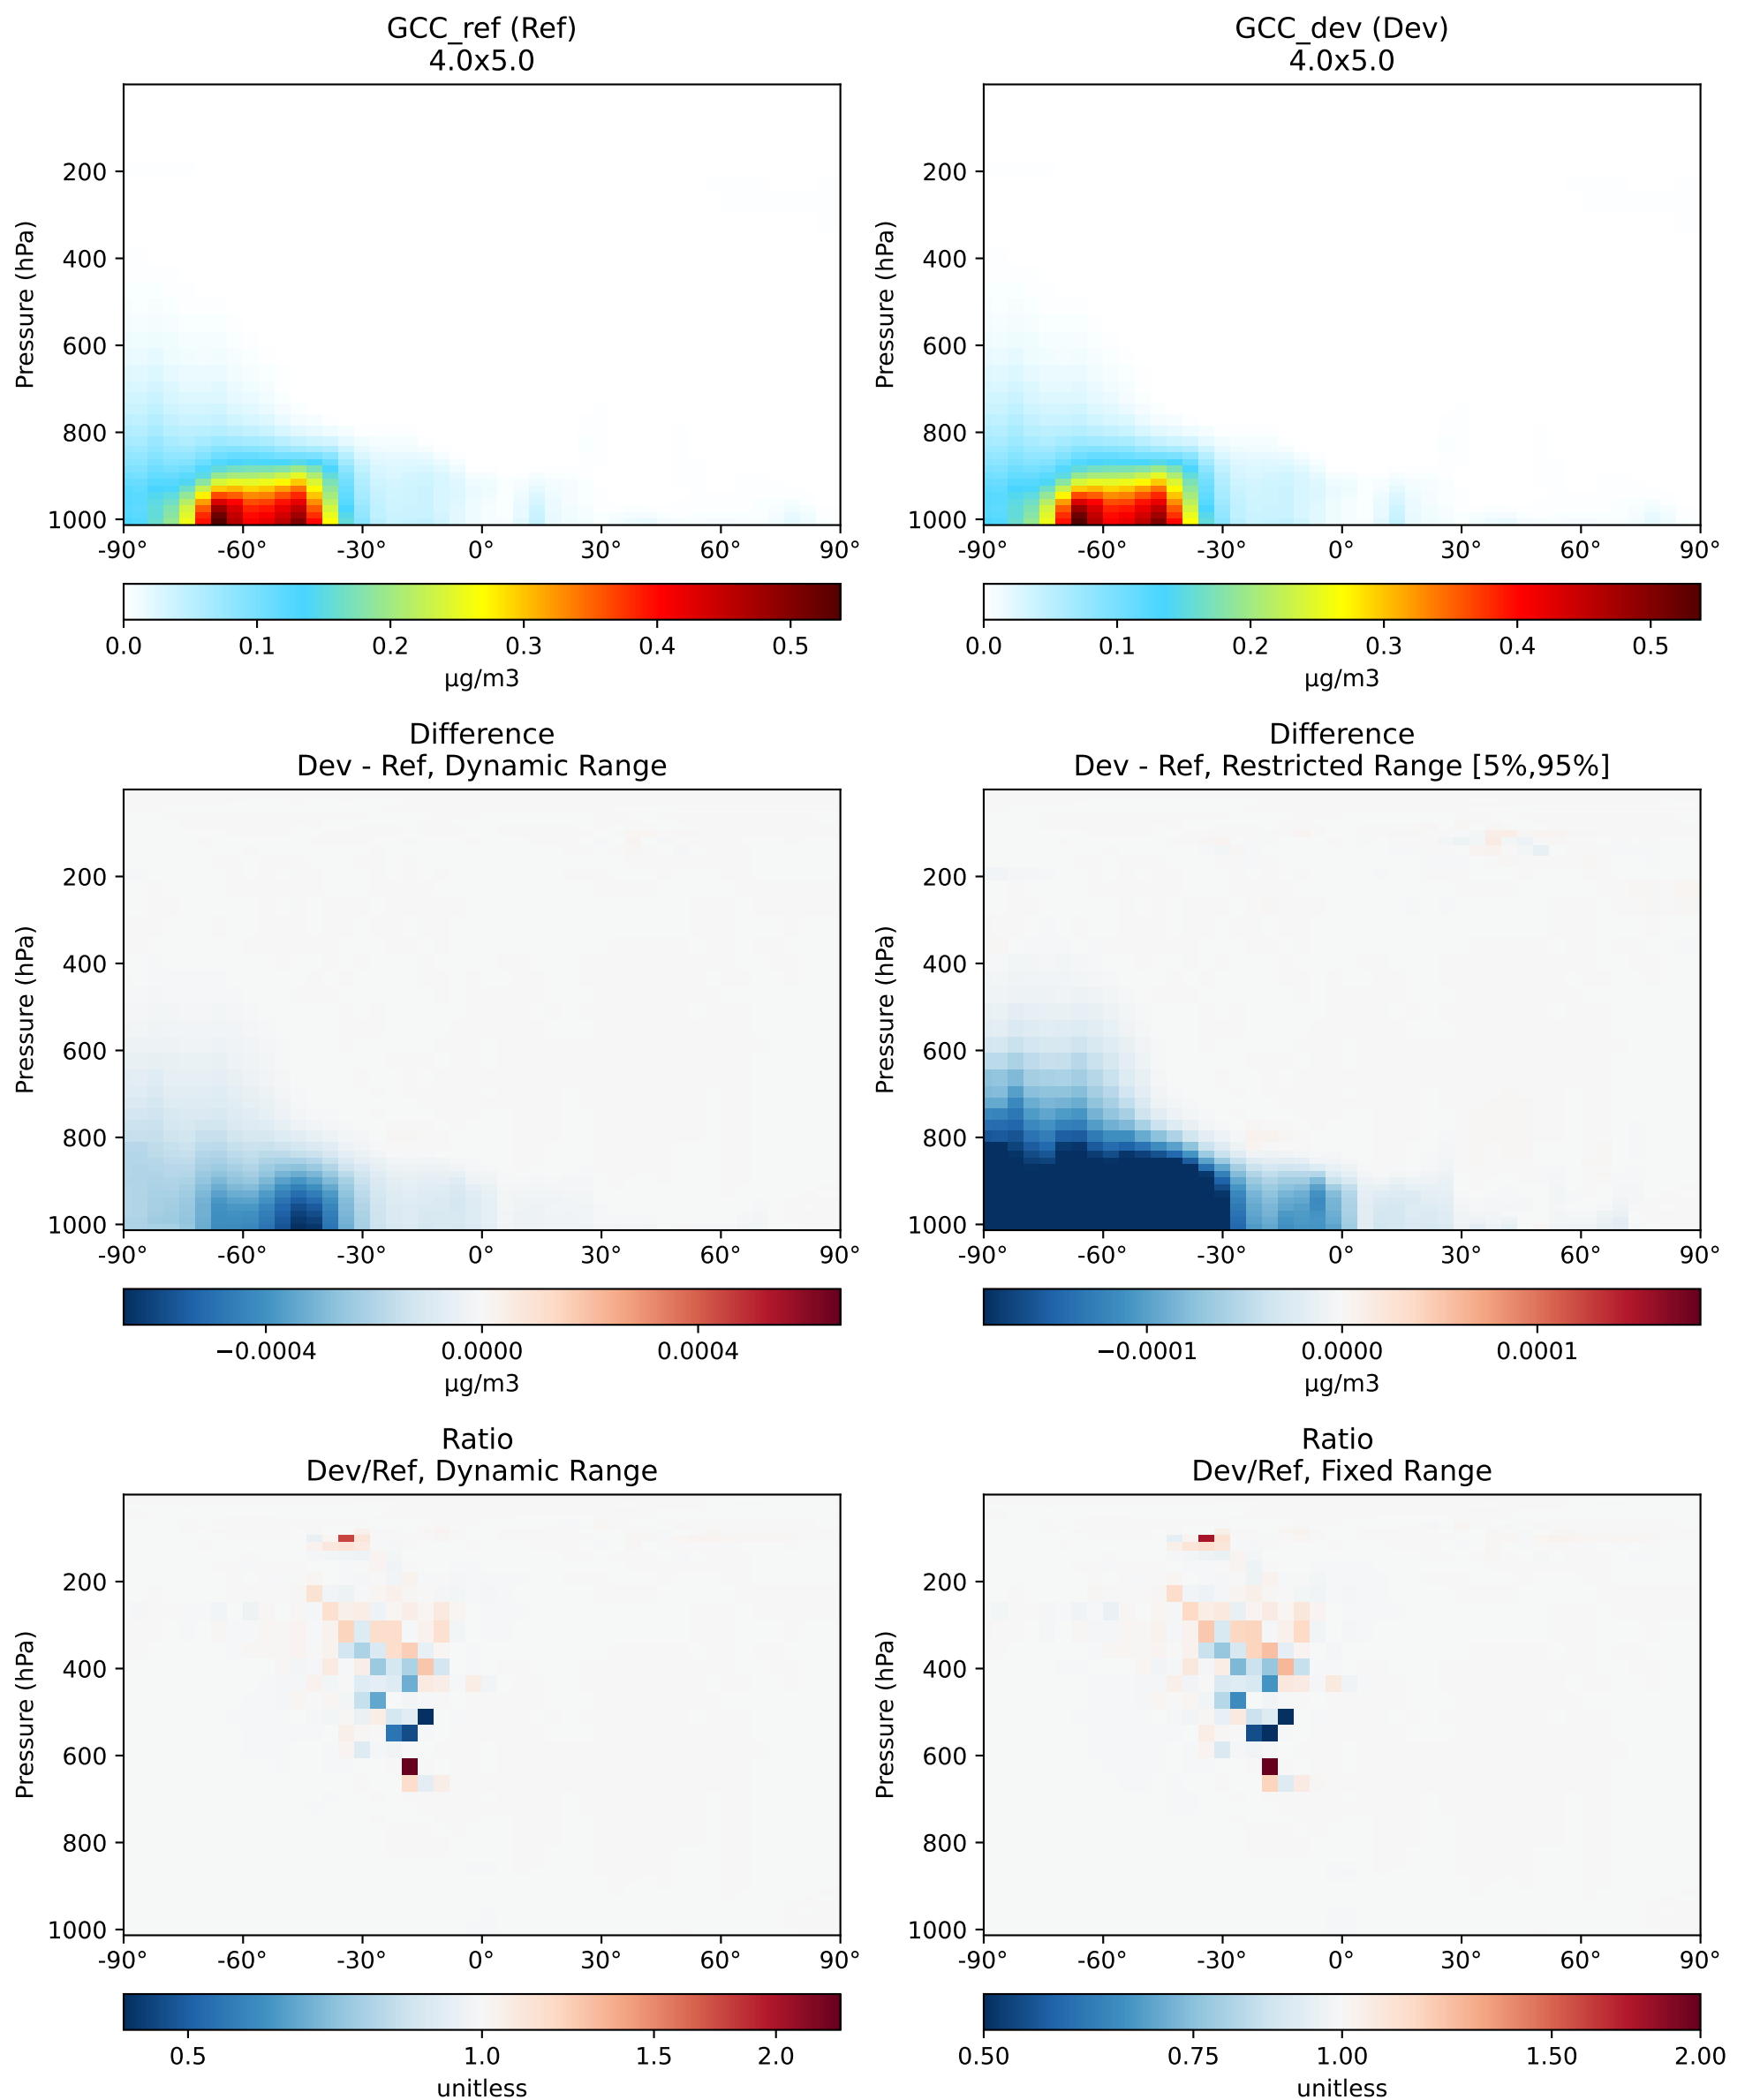 GCC_ref (Ref)
4.0x5.0
Pressure (hPa)
200
400
600
800
1000
-90° -60° -30° 0° 30° 60° 90°
0.0 0.1 0.2 0.3 0.4 0.5
μg/m3
GCC_dev (Dev)
4.0x5.0
Pressure (hPa)
200
400
600
800
1000
-90° -60° -30° 0° 30° 60° 90°
0.0 0.1 0.2 0.3 0.4 0.5
μg/m3
Difference
Dev - Ref, Dynamic Range
Pressure (hPa)
200
400
600
800
1000
-90° -60° -30° 0° 30° 60° 90°
−0.0004 0.0000 0.0004
μg/m3
Difference
Dev - Ref, Restricted Range [5%,95%]
Pressure (hPa)
200
400
600
800
1000
-90° -60° -30° 0° 30° 60° 90°
−0.0001 0.0000 0.0001
μg/m3
Ratio
Dev/Ref, Dynamic Range
Pressure (hPa)
200
400
600
800
1000
-90° -60° -30° 0° 30° 60° 90°
0.5 1.0 1.5 2.0
unitless
Ratio
Dev/Ref, Fixed Range
Pressure (hPa)
200
400
600
800
1000
-90° -60° -30° 0° 30° 60° 90°
0.50 0.75 1.00 1.50 2.00
unitless